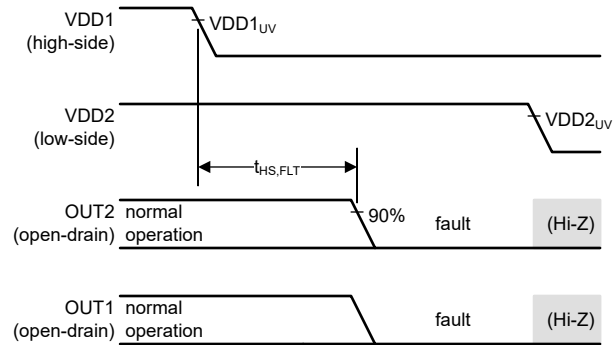 VDD1
(high-side)
VDD1UV
VDD2
(low-side)
VDD2UV
tHS,FLT
OUT2
(open-drain)
normal
operation
90%
fault
(Hi-Z)
OUT1
(open-drain)
normal
operation
fault
(Hi-Z)